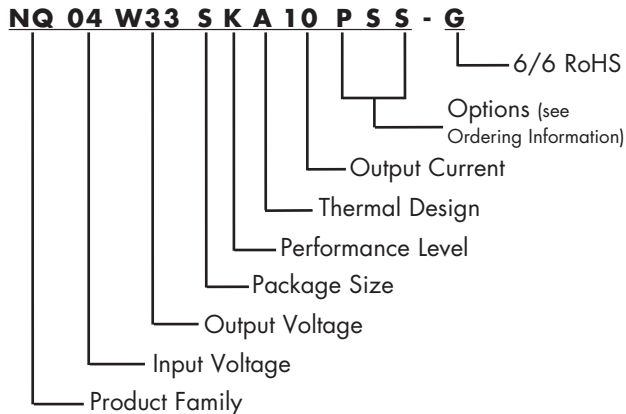 NQ 04 W33 S K A 10 P S S - G
6/6 RoHS
Options (see
Ordering Information)
Output Current
Thermal Design
Performance Level
Package Size
Output Voltage
Input Voltage
Product Family